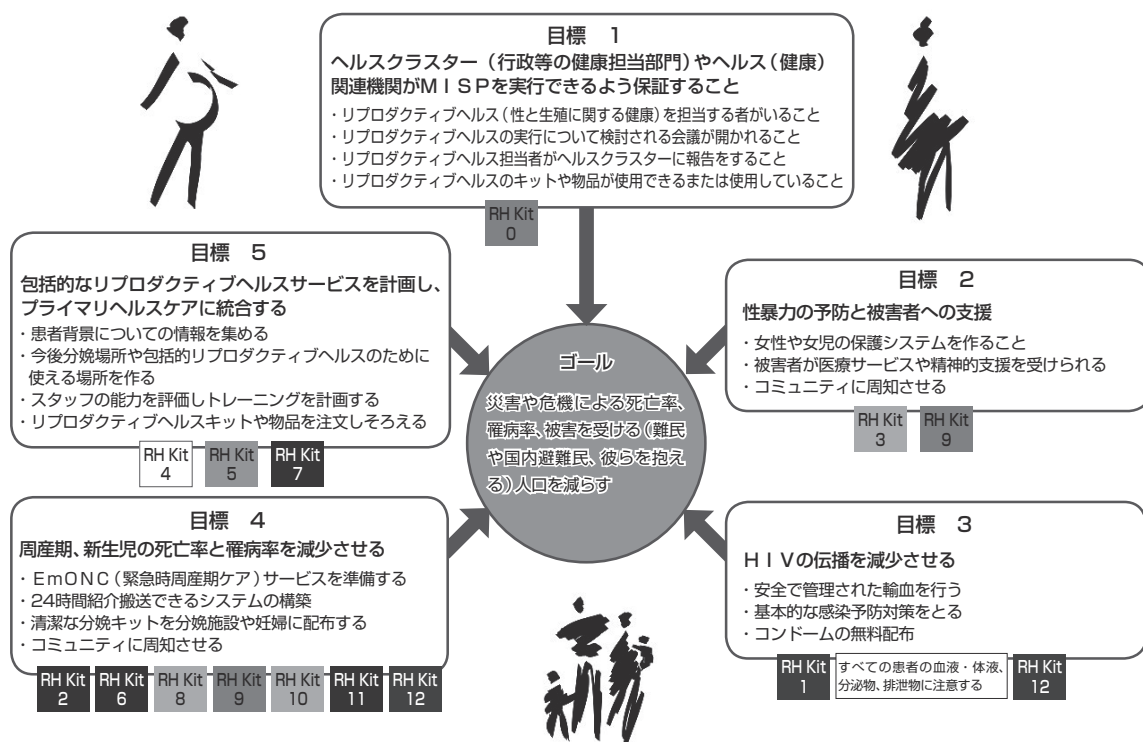 目標 1
ヘルスクラスター（行政等の健康担当部門）やヘルス（健康）
関連機関がＭＩＳＰを実行できるよう保証すること
・リプロダクティブヘルス（性と生殖に関する健康）を担当する者がいること
・リプロダクティブヘルスの実行について検討される会議が開かれること
・リプロダクティブヘルス担当者がヘルスクラスターに報告をすること
・リプロダクティブヘルスのキットや物品が使用できるまたは使用していること
RH Kit
0
目標 5
包括的なリプロダクティブヘルスサービスを計画し、
プライマリヘルスケアに統合する
・患者背景についての情報を集める
・今後分娩場所や包括的リプロダクティブヘルスのために
使える場所を作る
・スタッフの能力を評価しトレーニングを計画する
・リプロダクティブヘルスキットや物品を注文しそろえる
RH Kit
4
RH Kit
5
RH Kit
7
ゴール
災害や危機による死亡率、
罹病率、被害を受ける（難民
や国内避難民、彼らを抱え
る）人口を減らす
目標 2
性暴力の予防と被害者への支援
・女性や女児の保護システムを作ること
・被害者が医療サービスや精神的支援を受けられる
・コミュニティに周知させる
RH Kit
3
RH Kit
9
目標 4
周産期、新生児の死亡率と罹病率を減少させる
・ＥｍＯＮＣ（緊急時周産期ケア）サービスを準備する
・24時間紹介搬送できるシステムの構築
・清潔な分娩キットを分娩施設や妊婦に配布する
・コミュニティに周知させる
RH Kit
2
RH Kit
6
RH Kit
8
RH Kit
9
RH Kit
10
RH Kit
11
RH Kit
12
目標 3
ＨＩＶの伝播を減少させる
・安全で管理された輸血を行う
・基本的な感染予防対策をとる
・コンドームの無料配布
RH Kit
1
すべての患者の血液・体液、
分泌物、排泄物に注意する
RH Kit
12